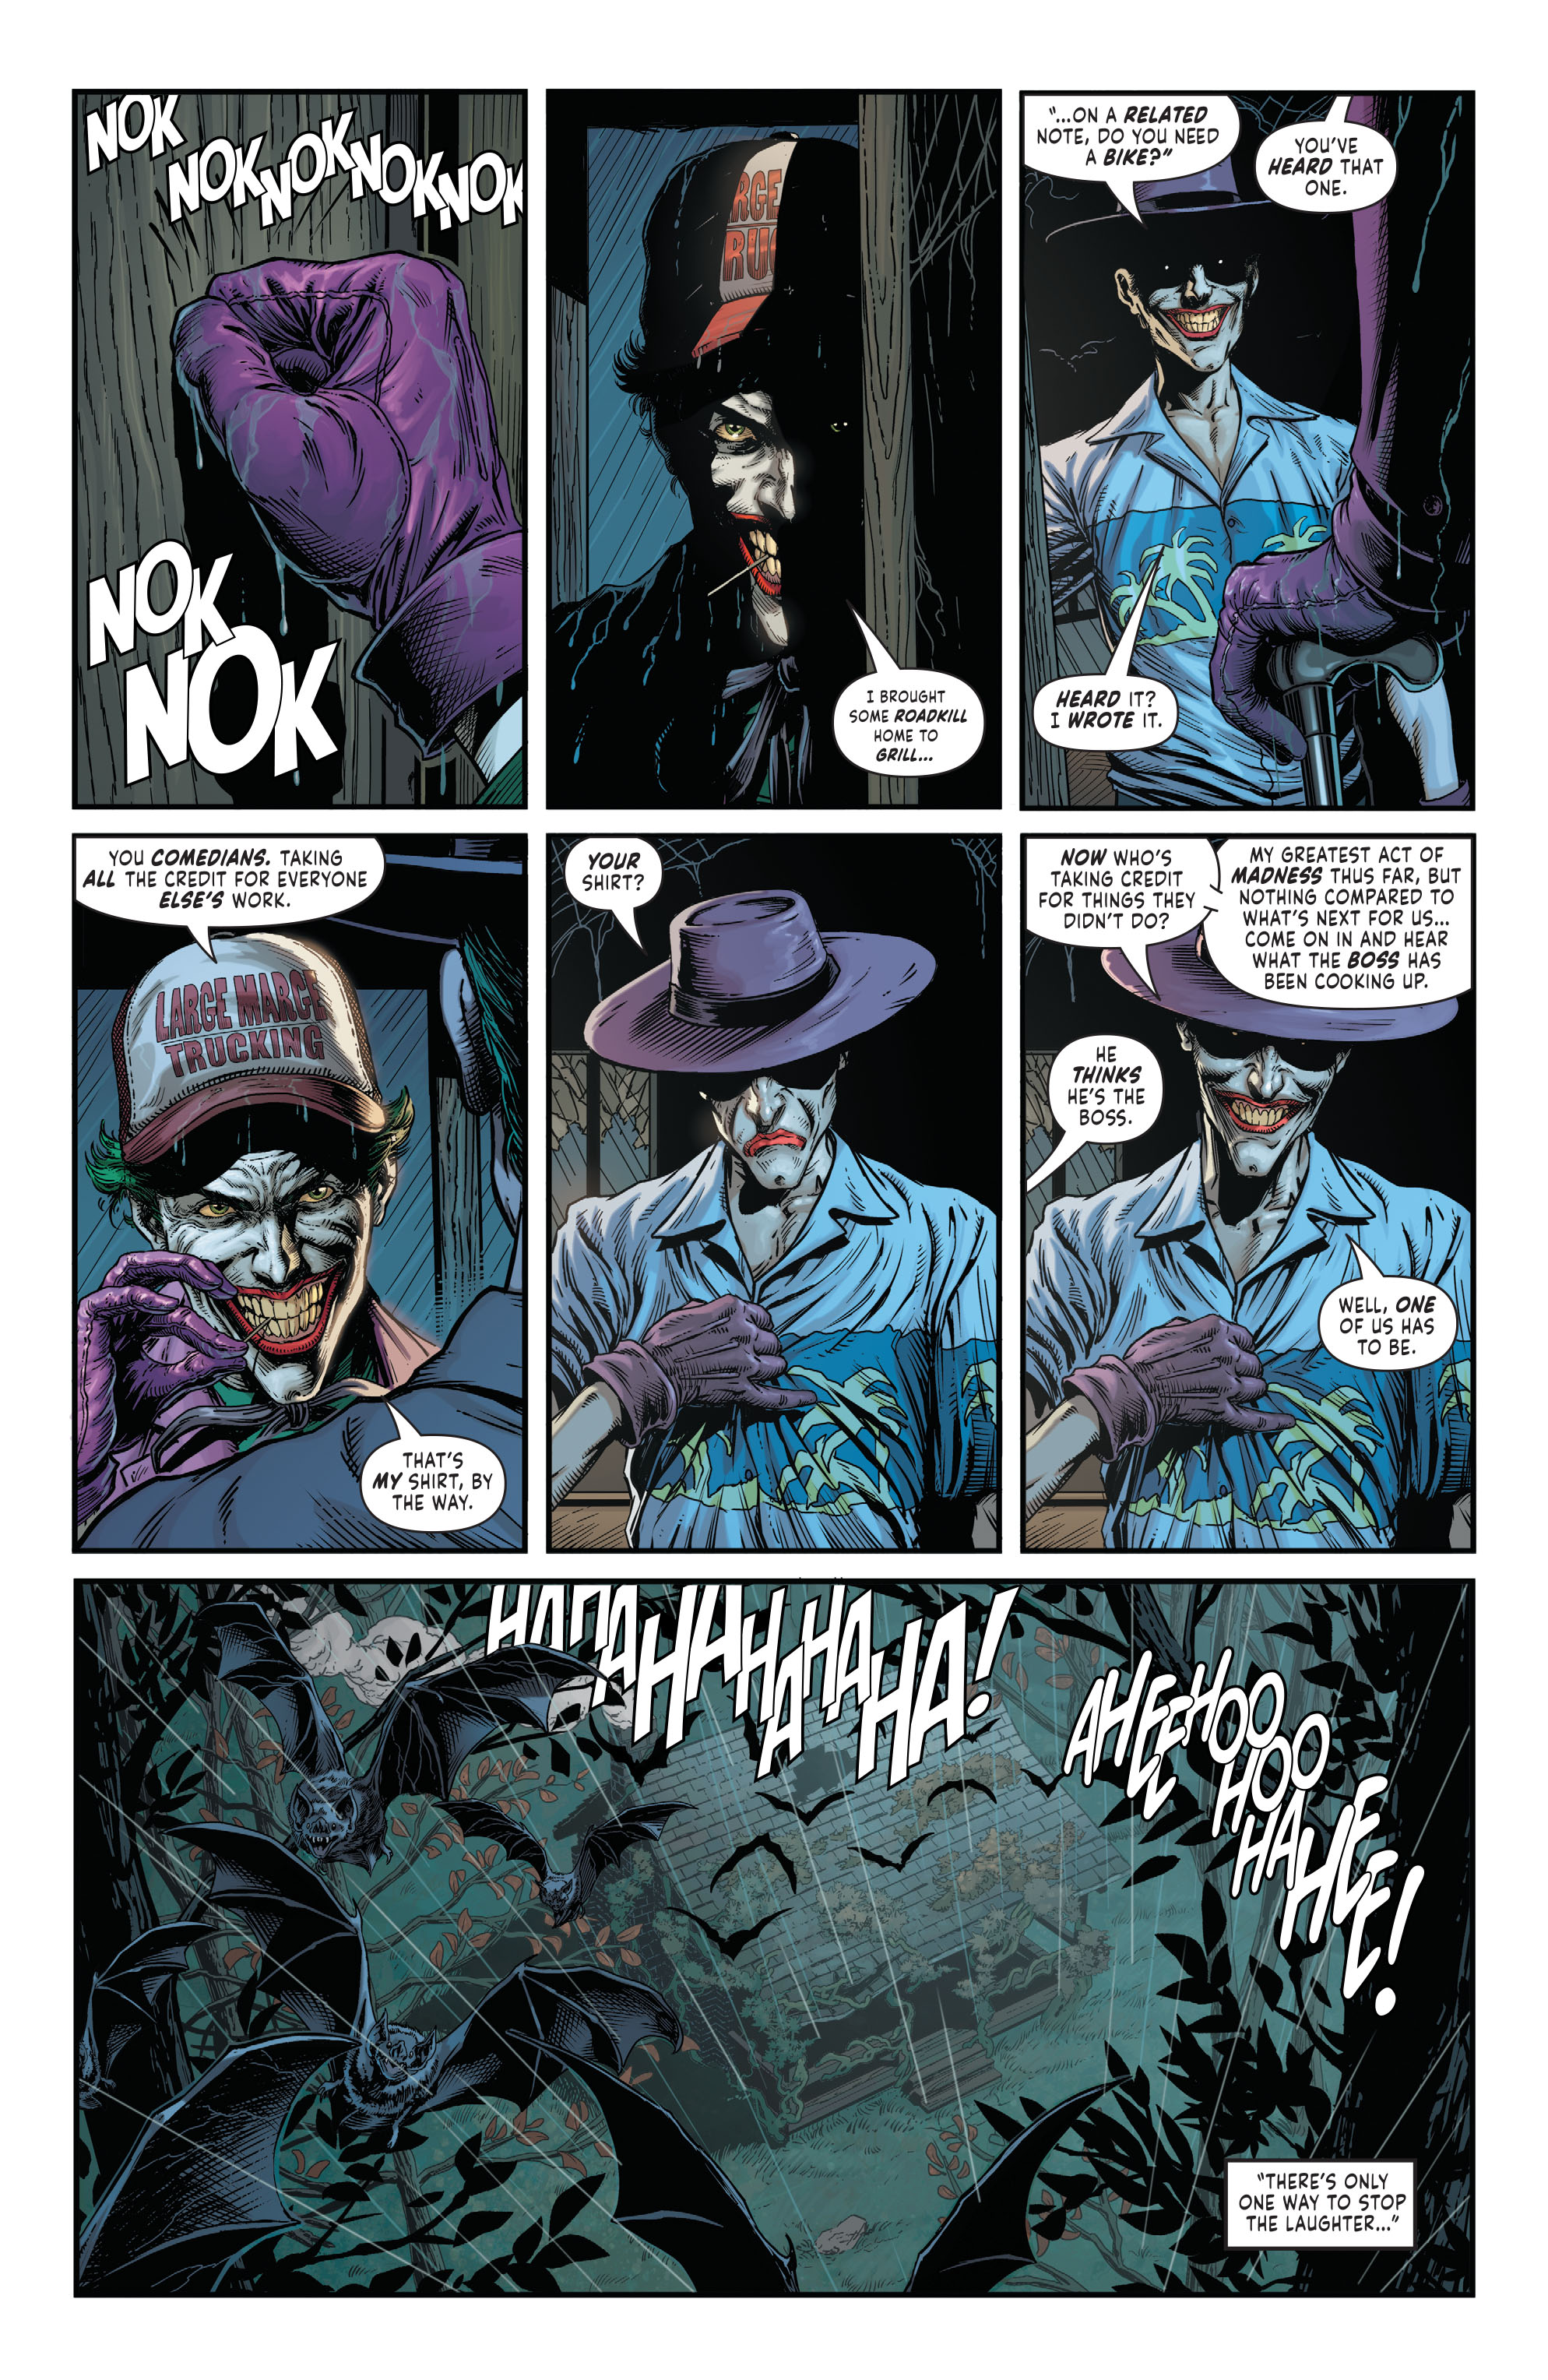 NOK
NOKNOKNOKNOK
NOK
NOK
RGE
RUC
I BROUGHT
SOME ROADKILL
HOME TO
GRILL...
"...ON A RELATED
NOTE, DO YOU NEED
A BIKE?"
YOU'VE
HEARD THAT
ONE.
HEARD IT?
I WROTE IT.
YOU COMEDIANS. TAKING
ALL THE CREDIT FOR EVERYONE
ELSE'S WORK.
LARGE MARGE
TRUCKING
THAT'S
MY SHIRT, BY
THE WAY.
YOUR
SHIRT?
NOW WHO'S
TAKING CREDIT
FOR THINGS THEY
DIDN'T DO?
MY GREATEST ACT OF
MADNESS THUS FAR, BUT
NOTHING COMPARED TO
WHAT'S NEXT FOR US...
COME ON IN AND HEAR
WHAT THE BOSS HAS
BEEN COOKING UP.
HE
THINKS
HE'S THE
BOSS.
WELL, ONE
OF US HAS
TO BE.
HAHAHAHAHAHAHAHA!
AHEE-HEEHOOHOOHOOHAHEEHEE!
"THERE'S ONLY
ONE WAY TO STOP
THE LAUGHTER..."